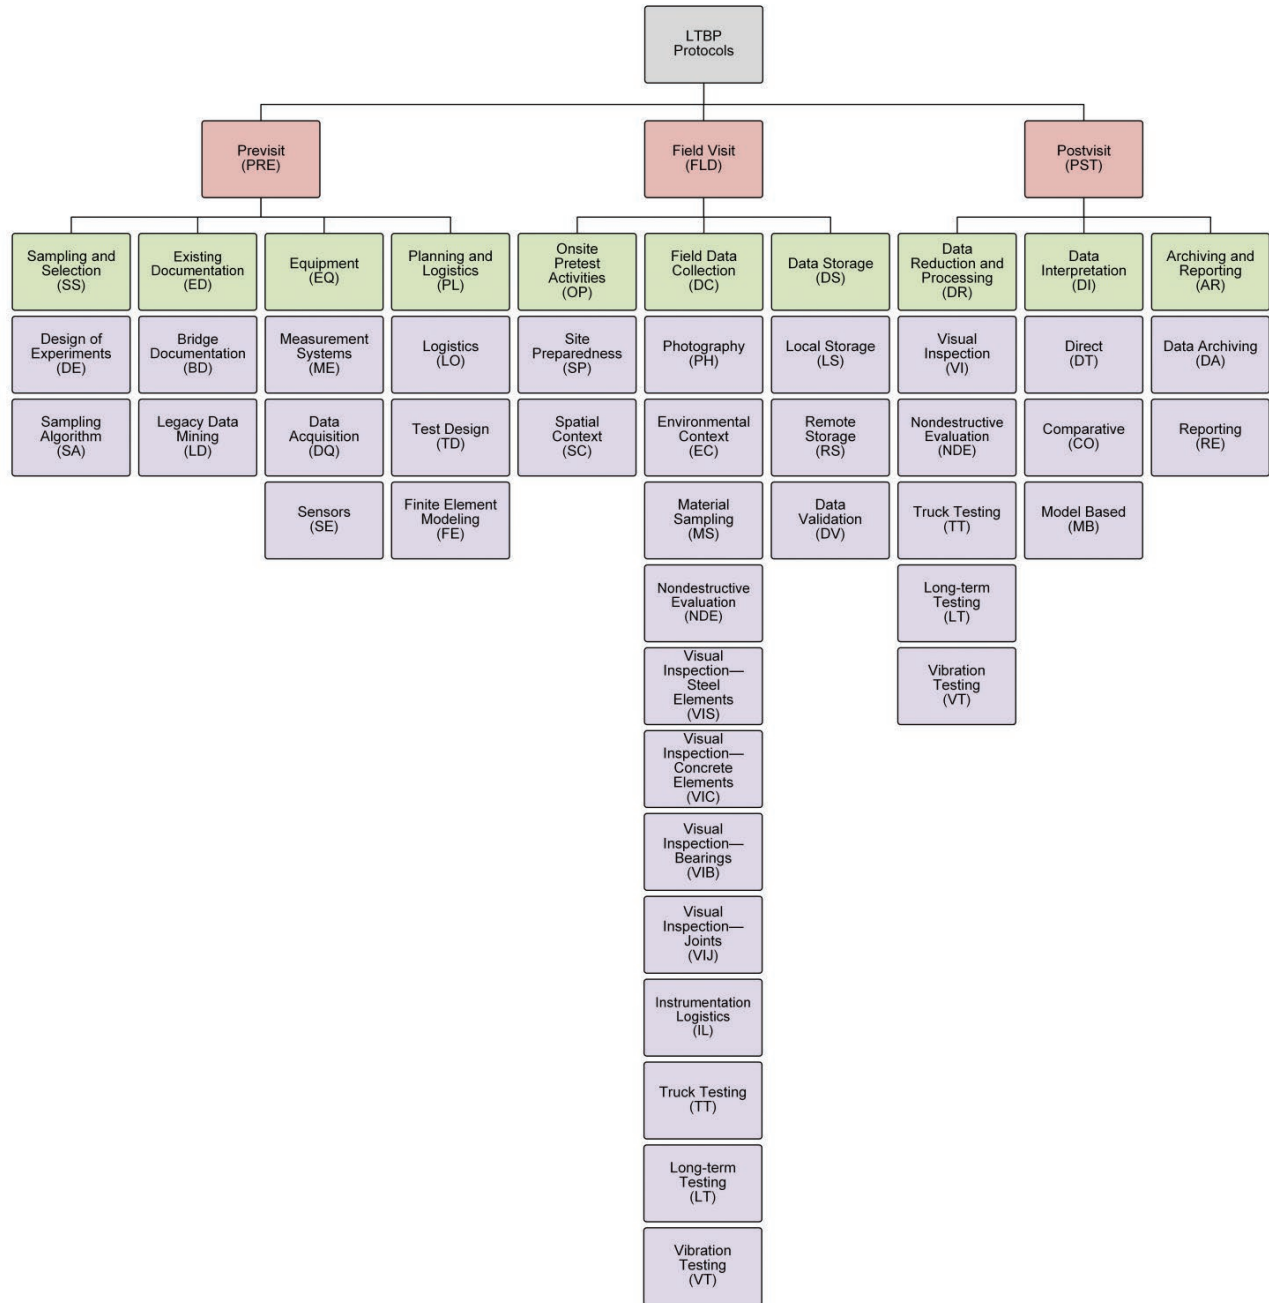 LTBP
Protocols
Previsit
(PRE)
Field Visit
(FLD)
Postvisit
(PST)
Sampling and
Selection
(SS)
Existing
Documentation
(ED)
Equipment
(EQ)
Planning and
Logistics
(PL)
Onsite
Pretest
Activities
(OP)
Field Data
Collection
(DC)
Data Storage
(DS)
Data
Reduction and
Processing
(DR)
Data
Interpretation
(DI)
Archiving and
Reporting
(AR)
Design of
Experiments
(DE)
Bridge
Documentation
(BD)
Measurement
Systems
(ME)
Logistics
(LO)
Site
Preparedness
(SP)
Photography
(PH)
Local Storage
(LS)
Visual
Inspection
(VI)
Direct
(DT)
Data Archiving
(DA)
Sampling
Algorithm
(SA)
Legacy Data
Mining
(LD)
Data
Acquisition
(DQ)
Test Design
(TD)
Spatial
Context
(SC)
Environmental
Context
(EC)
Remote
Storage
(RS)
Nondestructive
Evaluation
(NDE)
Comparative
(CO)
Reporting
(RE)
Sensors
(SE)
Finite Element
Modeling
(FE)
Material
Sampling
(MS)
Data
Validation
(DV)
Truck Testing
(TT)
Model Based
(MB)
Nondestructive
Evaluation
(NDE)
Long-term
Testing
(LT)
Visual
Inspection—
Steel
Elements
(VIS)
Vibration
Testing
(VT)
Visual
Inspection—
Concrete
Elements
(VIC)
Visual
Inspection—
Bearings
(VIB)
Visual
Inspection—
Joints
(VIJ)
Instrumentation
Logistics
(IL)
Truck Testing
(TT)
Long-term
Testing
(LT)
Vibration
Testing
(VT)